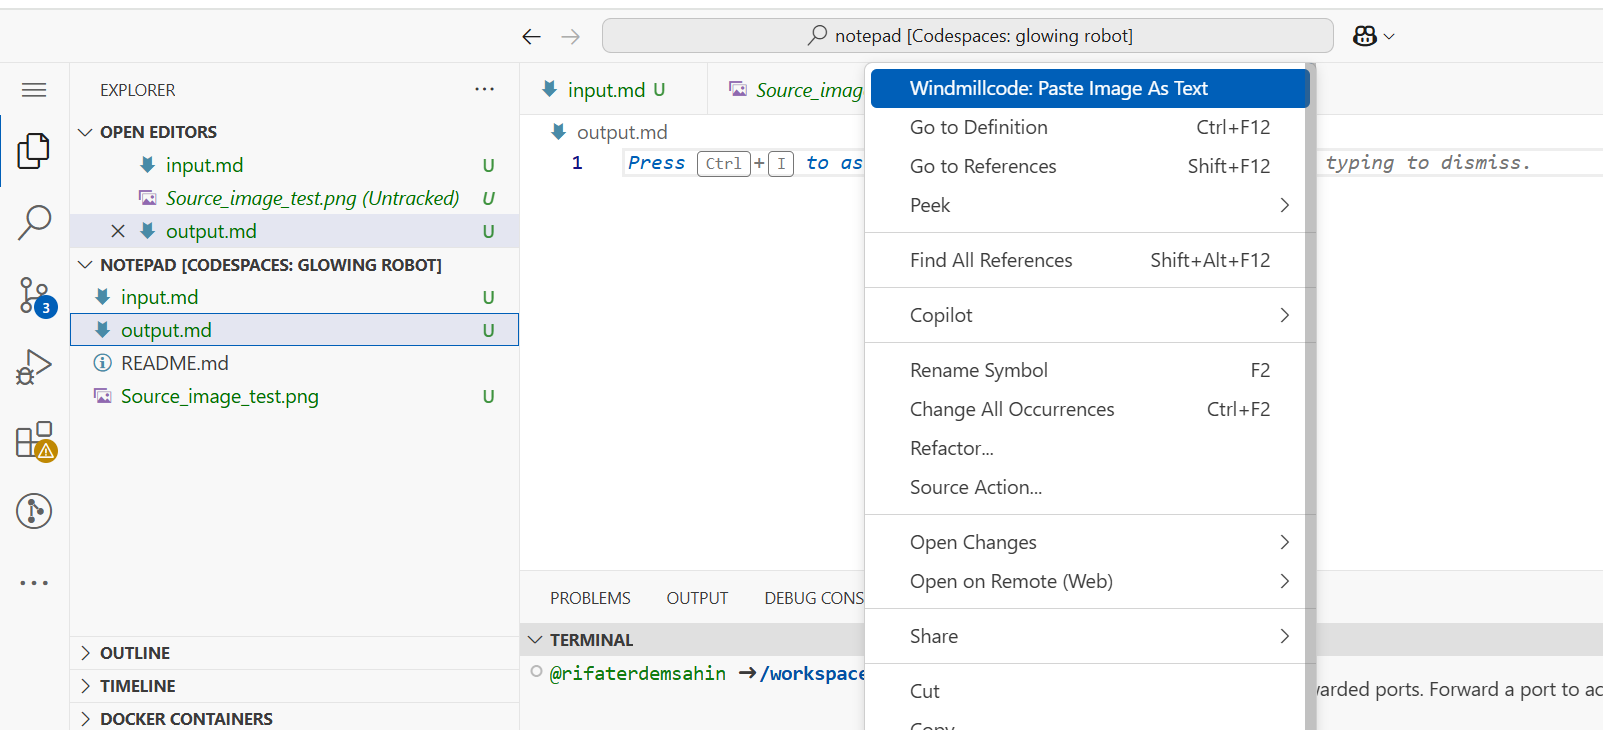 notepad [Codespaces: glowing robot]
EXPLORER
OPEN EDITORS
input.md U
Source_image_test.png (Untracked) U
output.md U
NOTEPAD [CODESPACES: GLOWING ROBOT]
input.md U
output.md U
README.md
Source_image_test.png U
3
OUTLINE
TIMELINE
DOCKER CONTAINERS
input.md U
Source_imag
output.md
1 Press Ctrl+I to as
typing to dismiss.
Windmillcode: Paste Image As Text
Go to Definition Ctrl+F12
Go to References Shift+F12
Peek
Find All References Shift+Alt+F12
Copilot
Rename Symbol F2
Change All Occurrences Ctrl+F2
Refactor...
Source Action...
Open Changes
Open on Remote (Web)
Share
Cut
Copy
PROBLEMS OUTPUT DEBUG CONS
TERMINAL
@rifaterdemsahin ➜/workspace
warded ports. Forward a port to ac